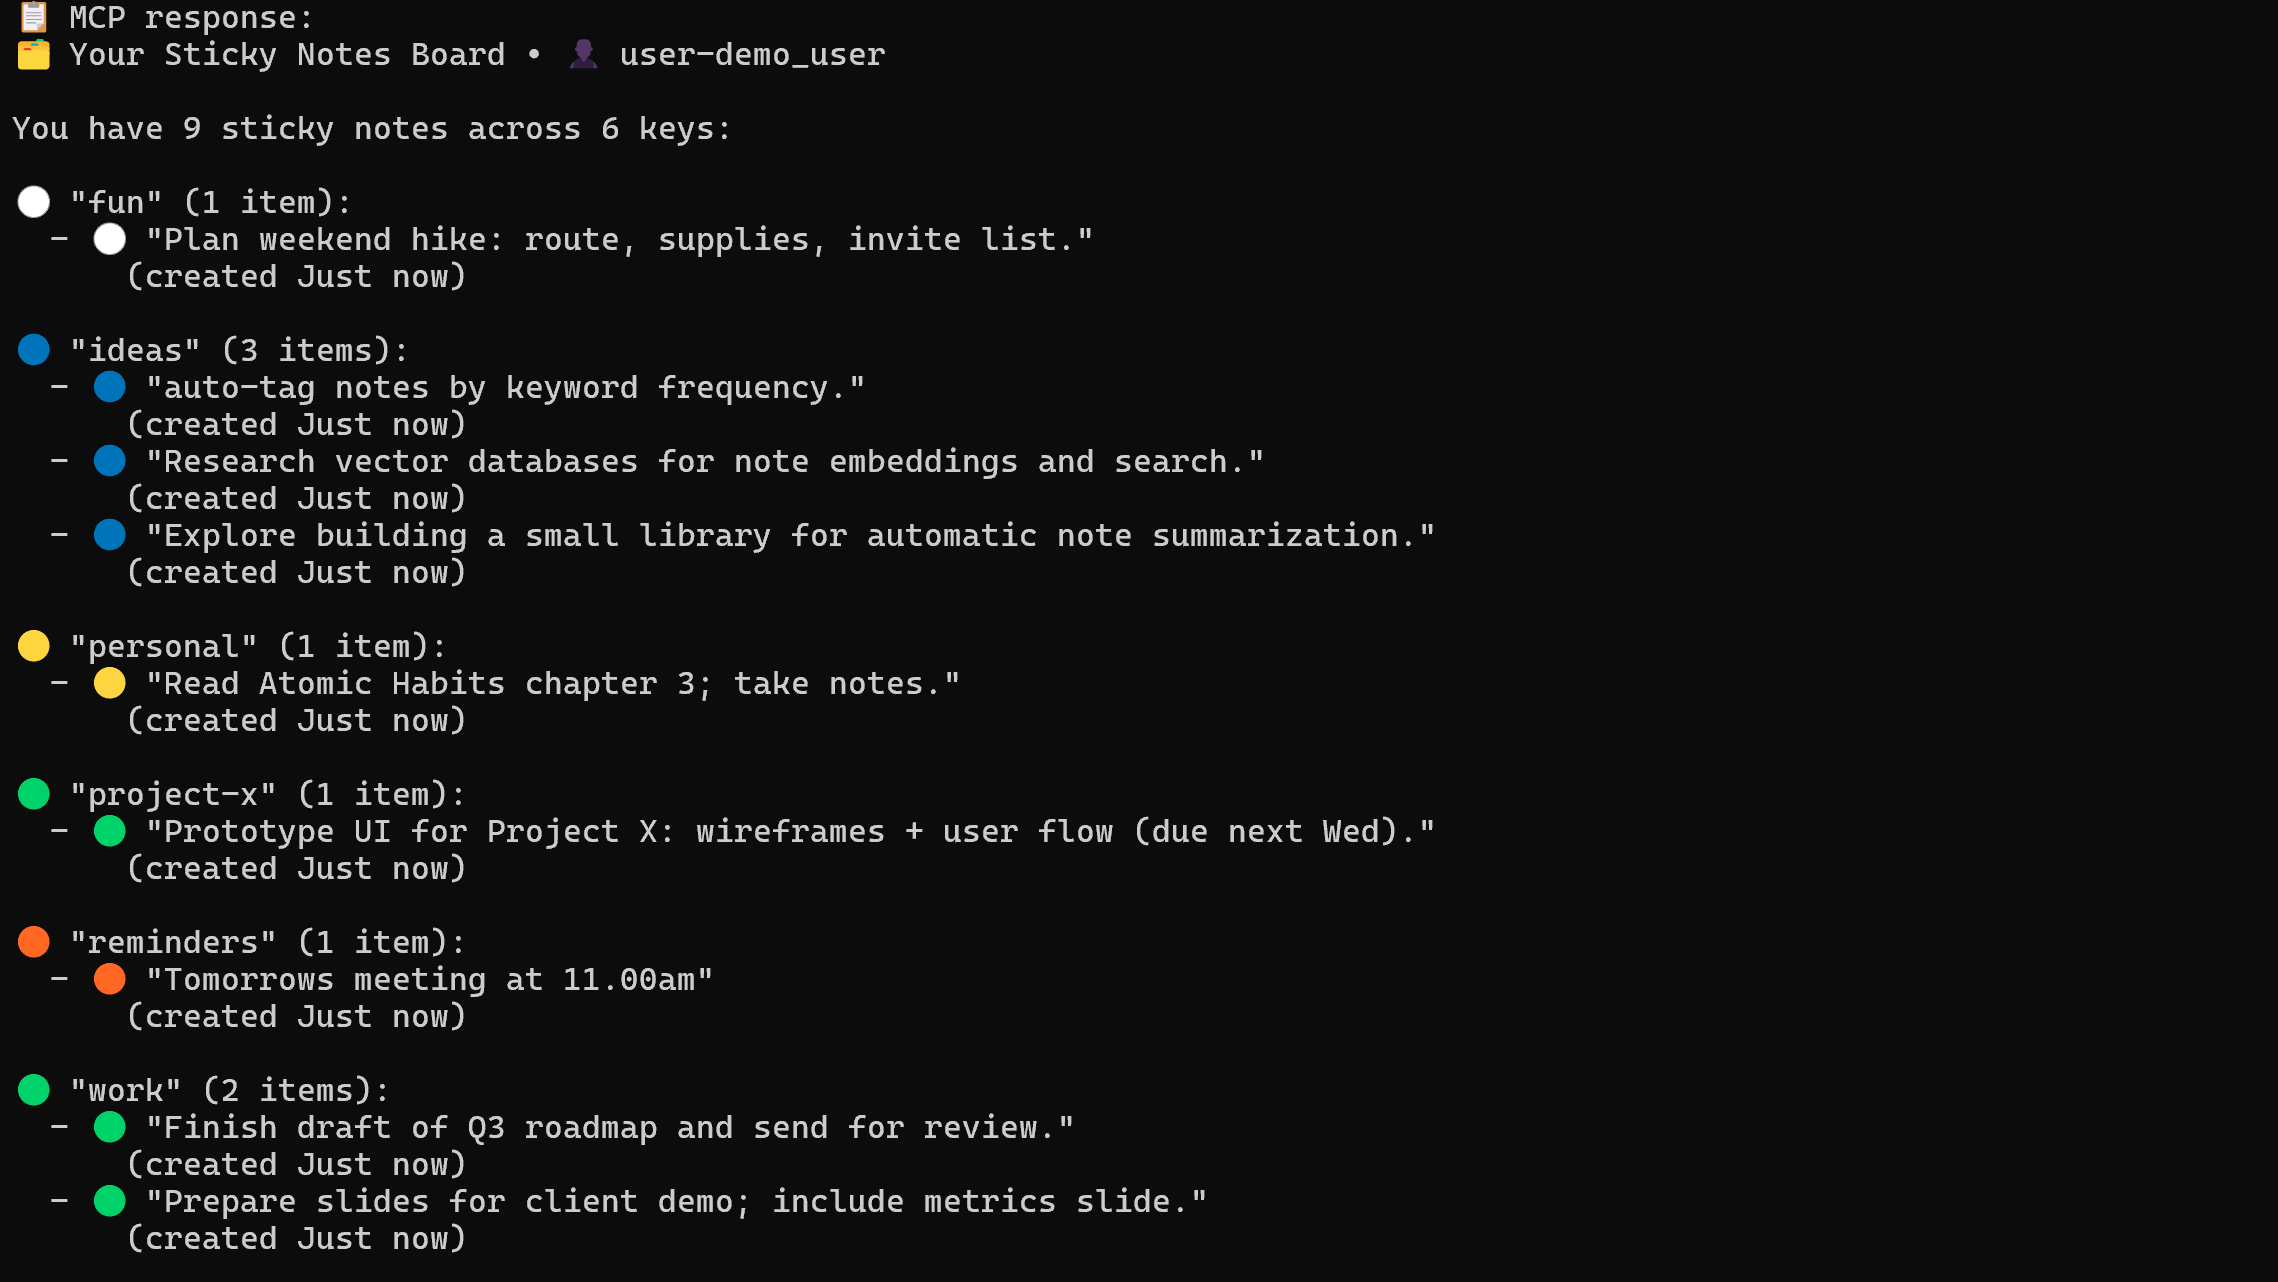 📋 MCP response:
🗂️ Your Sticky Notes Board • 👤 user-demo_user
You have 9 sticky notes across 6 keys:
⚪ "fun" (1 item):
- ⚪ "Plan weekend hike: route, supplies, invite list."
(created Just now)
🔵 "ideas" (3 items):
- 🔵 "auto-tag notes by keyword frequency."
(created Just now)
- 🔵 "Research vector databases for note embeddings and search."
(created Just now)
- 🔵 "Explore building a small library for automatic note summarization."
(created Just now)
🟡 "personal" (1 item):
- 🟡 "Read Atomic Habits chapter 3; take notes."
(created Just now)
🟢 "project-x" (1 item):
- 🟢 "Prototype UI for Project X: wireframes + user flow (due next Wed)."
(created Just now)
🟠 "reminders" (1 item):
- 🟠 "Tomorrows meeting at 11.00am"
(created Just now)
🟢 "work" (2 items):
- 🟢 "Finish draft of Q3 roadmap and send for review."
(created Just now)
- 🟢 "Prepare slides for client demo; include metrics slide."
(created Just now)